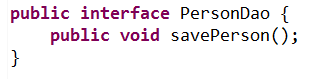 public interface PersonDao {
    public void savePerson();
}